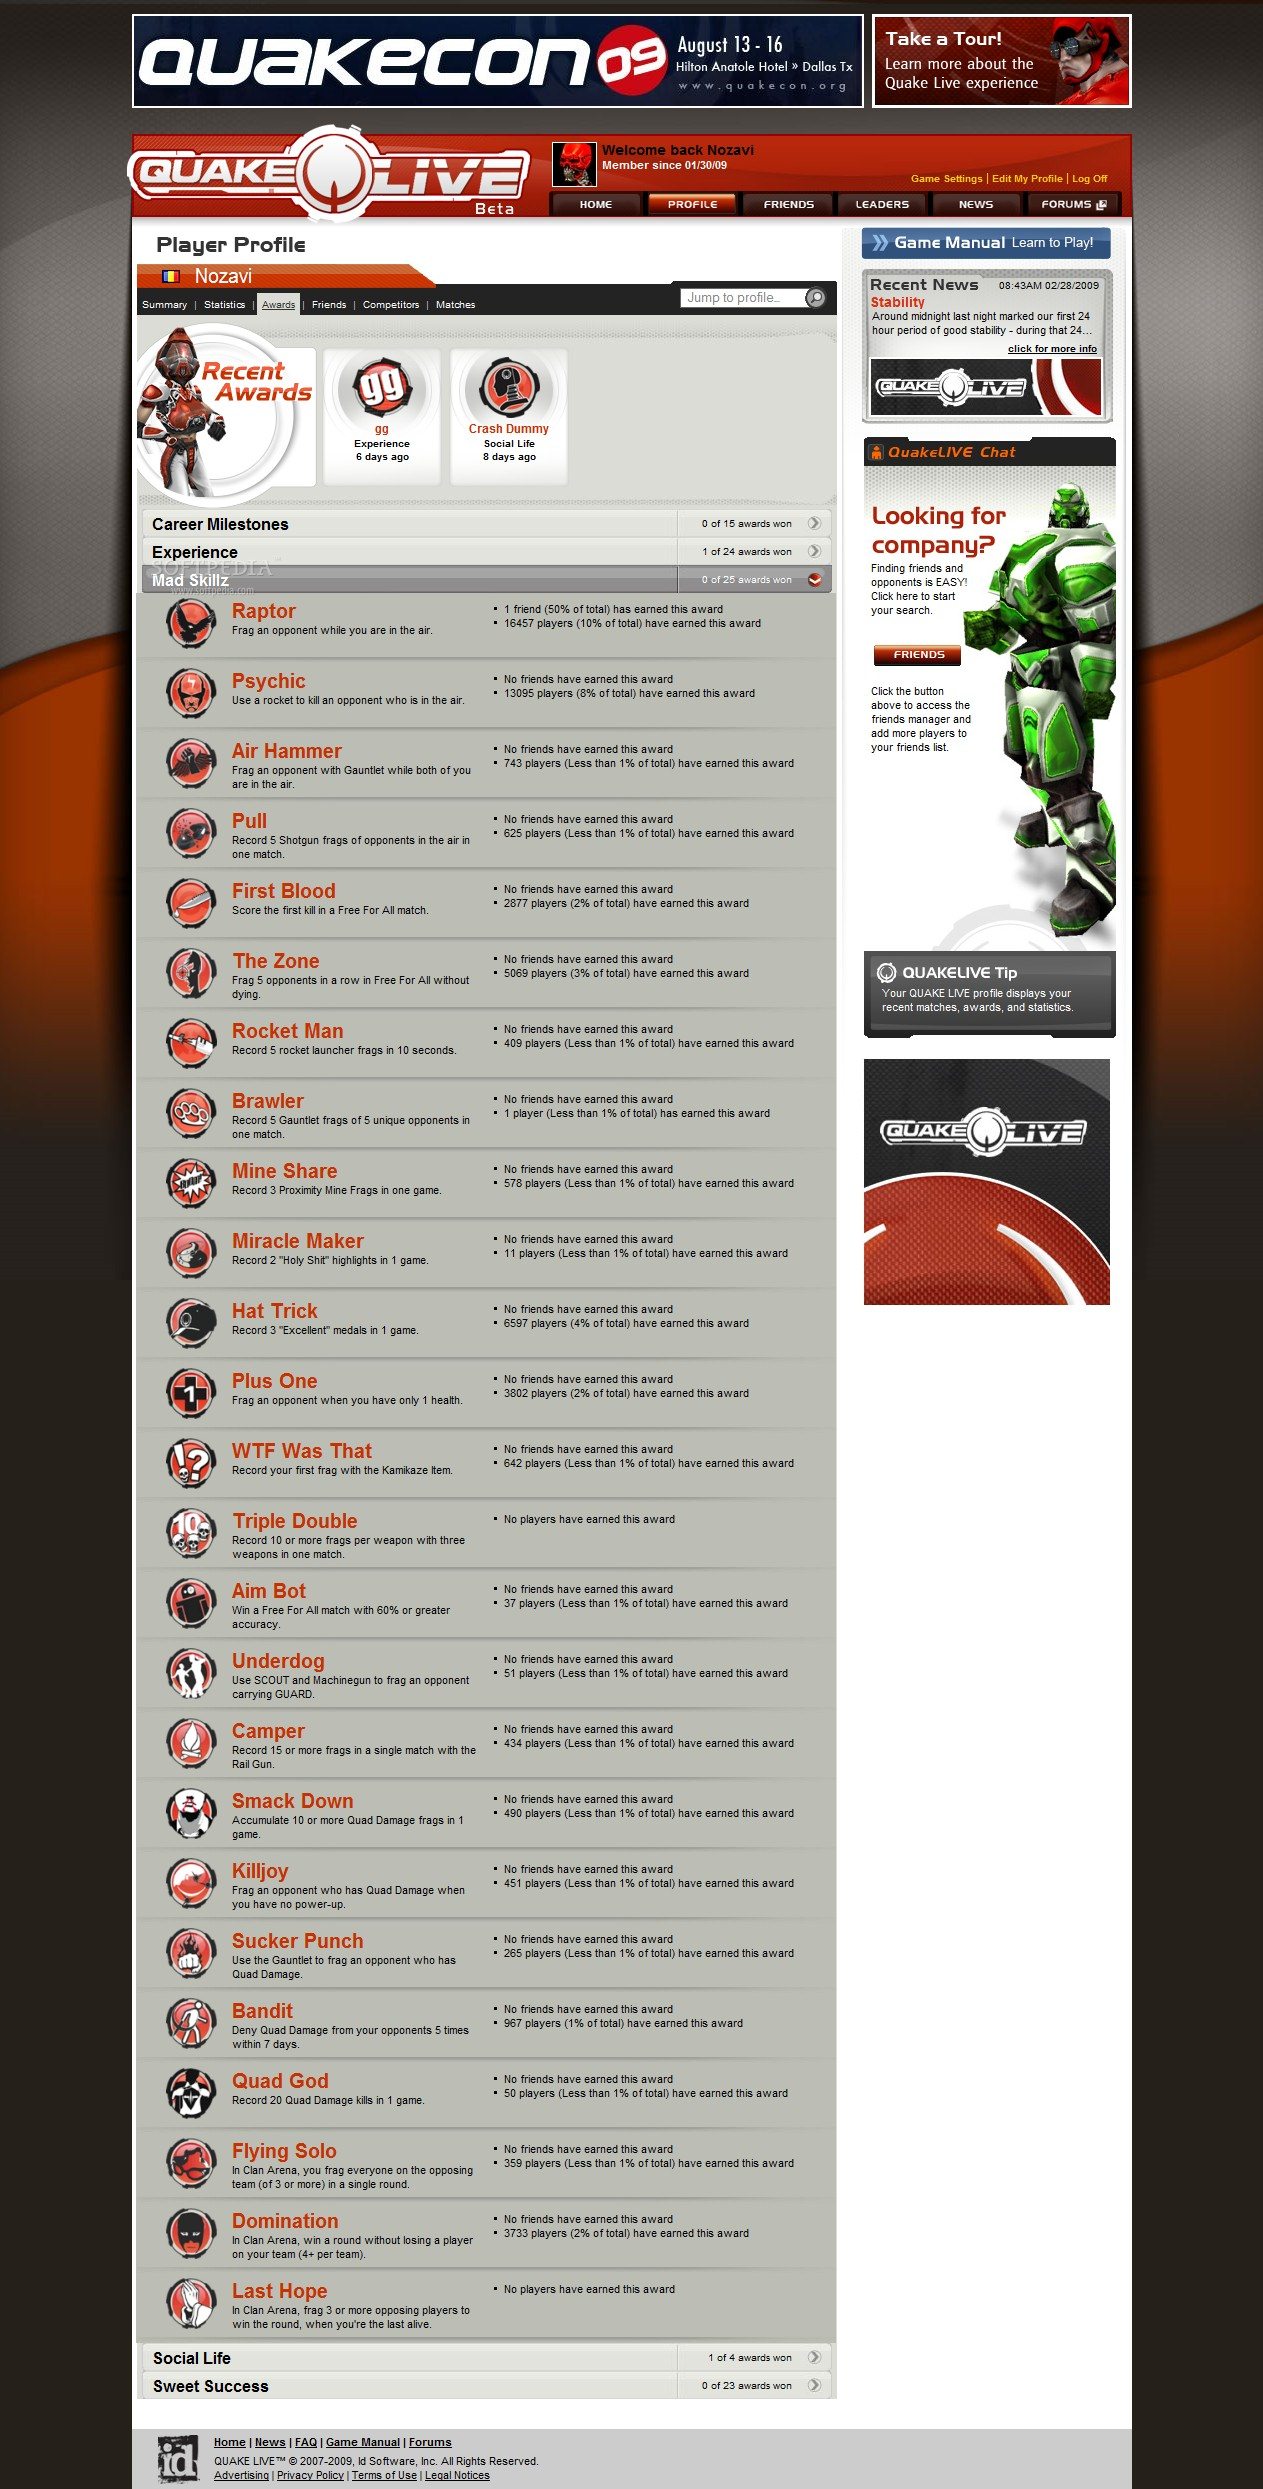 QUAKECON 09
August 13 - 16
Hilton Anatole Hotel » Dallas Tx
www.quakecon.org
Take a Tour!
Learn more about the
Quake Live experience
QUAKE LIVE
Beta
Welcome back Nozavi
Member since 01/30/09
Game Settings | Edit My Profile | Log Off
HOME
PROFILE
FRIENDS
LEADERS
NEWS
FORUMS
Player Profile
Nozavi
Summary | Statistics | Awards | Friends | Competitors | Matches
Jump to profile...
Recent
Awards
gg
gg
Experience
6 days ago
Crash Dummy
Social Life
8 days ago
Career Milestones
0 of 15 awards won
Experience
1 of 24 awards won
SOFTPEDIA
www.softpedia.com
Mad Skillz
0 of 25 awards won
Raptor
Frag an opponent while you are in the air.
• 1 friend (50% of total) has earned this award
• 16457 players (10% of total) have earned this award
Psychic
Use a rocket to kill an opponent who is in the air.
• No friends have earned this award
• 13095 players (8% of total) have earned this award
Air Hammer
Frag an opponent with Gauntlet while both of you
are in the air.
• No friends have earned this award
• 743 players (Less than 1% of total) have earned this award
Pull
Record 5 Shotgun frags of opponents in the air in
one match.
• No friends have earned this award
• 625 players (Less than 1% of total) have earned this award
First Blood
Score the first kill in a Free For All match.
• No friends have earned this award
• 2877 players (2% of total) have earned this award
The Zone
Frag 5 opponents in a row in Free For All without
dying.
• No friends have earned this award
• 5069 players (3% of total) have earned this award
Rocket Man
Record 5 rocket launcher frags in 10 seconds.
• No friends have earned this award
• 409 players (Less than 1% of total) have earned this award
Brawler
Record 5 Gauntlet frags of 5 unique opponents in
one match.
• No friends have earned this award
• 1 player (Less than 1% of total) has earned this award
Mine Share
Record 3 Proximity Mine Frags in one game.
• No friends have earned this award
• 578 players (Less than 1% of total) have earned this award
Miracle Maker
Record 2 "Holy Shit" highlights in 1 game.
• No friends have earned this award
• 11 players (Less than 1% of total) have earned this award
Hat Trick
Record 3 "Excellent" medals in 1 game.
• No friends have earned this award
• 6597 players (4% of total) have earned this award
1
Plus One
Frag an opponent when you have only 1 health.
• No friends have earned this award
• 3802 players (2% of total) have earned this award
!?
WTF Was That
Record your first frag with the Kamikaze Item.
• No friends have earned this award
• 642 players (Less than 1% of total) have earned this award
10
Triple Double
Record 10 or more frags per weapon with three
weapons in one match.
• No players have earned this award
Aim Bot
Win a Free For All match with 60% or greater
accuracy.
• No friends have earned this award
• 37 players (Less than 1% of total) have earned this award
Underdog
Use SCOUT and Machinegun to frag an opponent
carrying GUARD.
• No friends have earned this award
• 51 players (Less than 1% of total) have earned this award
Camper
Record 15 or more frags in a single match with the
Rail Gun.
• No friends have earned this award
• 434 players (Less than 1% of total) have earned this award
Smack Down
Accumulate 10 or more Quad Damage frags in 1
game.
• No friends have earned this award
• 490 players (Less than 1% of total) have earned this award
Killjoy
Frag an opponent who has Quad Damage when
you have no power-up.
• No friends have earned this award
• 451 players (Less than 1% of total) have earned this award
Sucker Punch
Use the Gauntlet to frag an opponent who has
Quad Damage.
• No friends have earned this award
• 265 players (Less than 1% of total) have earned this award
Bandit
Deny Quad Damage from your opponents 5 times
within 7 days.
• No friends have earned this award
• 967 players (1% of total) have earned this award
Quad God
Record 20 Quad Damage kills in 1 game.
• No friends have earned this award
• 50 players (Less than 1% of total) have earned this award
Flying Solo
In Clan Arena, you frag everyone on the opposing
team (of 3 or more) in a single round.
• No friends have earned this award
• 359 players (Less than 1% of total) have earned this award
Domination
In Clan Arena, win a round without losing a player
on your team (4+ per team).
• No friends have earned this award
• 3733 players (2% of total) have earned this award
Last Hope
In Clan Arena, frag 3 or more opposing players to
win the round, when you're the last alive.
• No players have earned this award
Social Life
1 of 4 awards won
Sweet Success
0 of 23 awards won
Game Manual Learn to Play!
Recent News 08:43AM 02/28/2009
Stability
Around midnight last night marked our first 24
hour period of good stability - during that 24...
click for more info
QUAKE LIVE
QuakeLIVE Chat
Looking for
company?
Finding friends and
opponents is EASY!
Click here to start
your search.
FRIENDS
Click the button
above to access the
friends manager and
add more players to
your friends list.
QUAKELIVE Tip
Your QUAKE LIVE profile displays your
recent matches, awards, and statistics.
QUAKE LIVE
id
Home | News | FAQ | Game Manual | Forums
QUAKE LIVE™ © 2007-2009, Id Software, Inc. All Rights Reserved.
Advertising | Privacy Policy | Terms of Use | Legal Notices